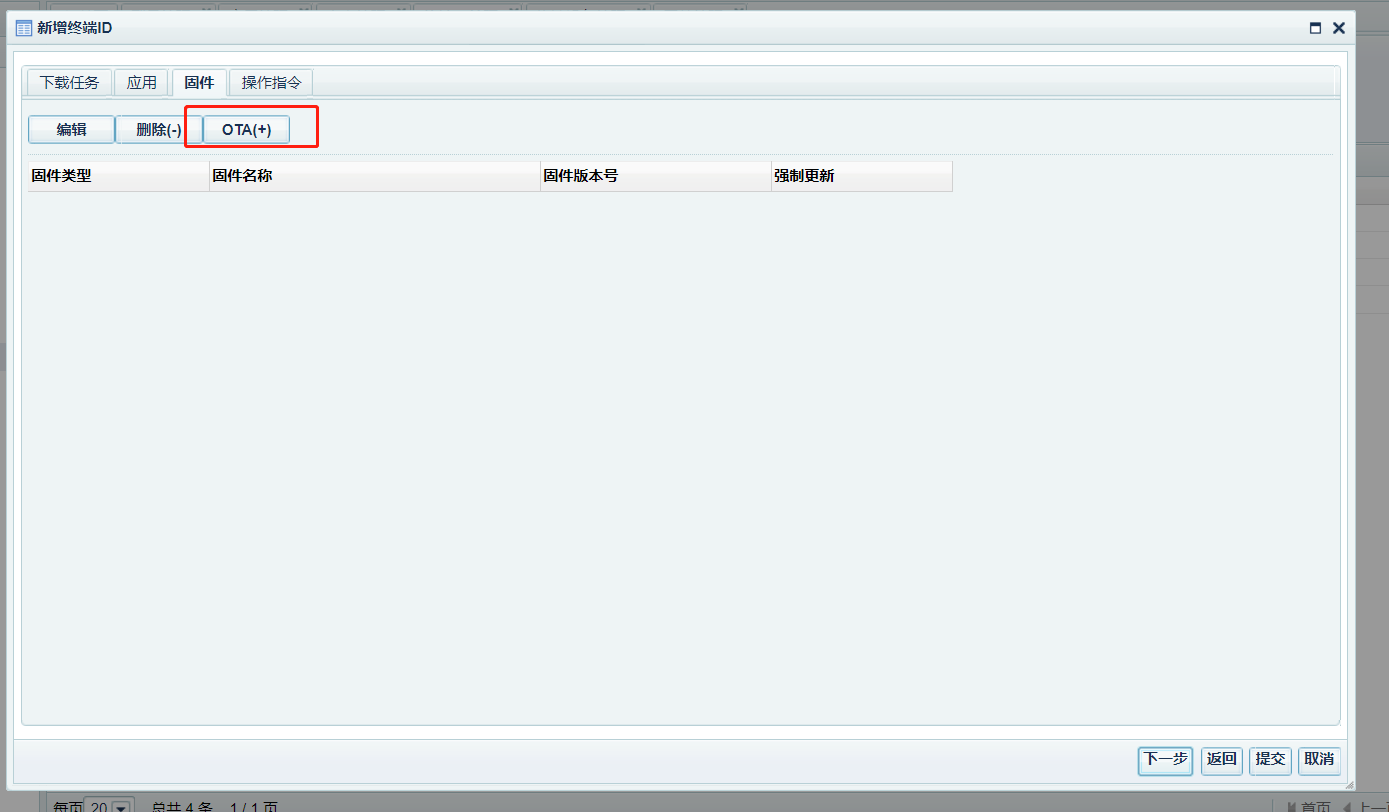 新增终端ID
下载任务 应用 固件 操作指令
编辑 删除(-) OTA(+)
固件类型 固件名称 固件版本号 强制更新
下一步 返回 提交 取消
每页 20 总共 4 条 1 / 1 页 首页 上一